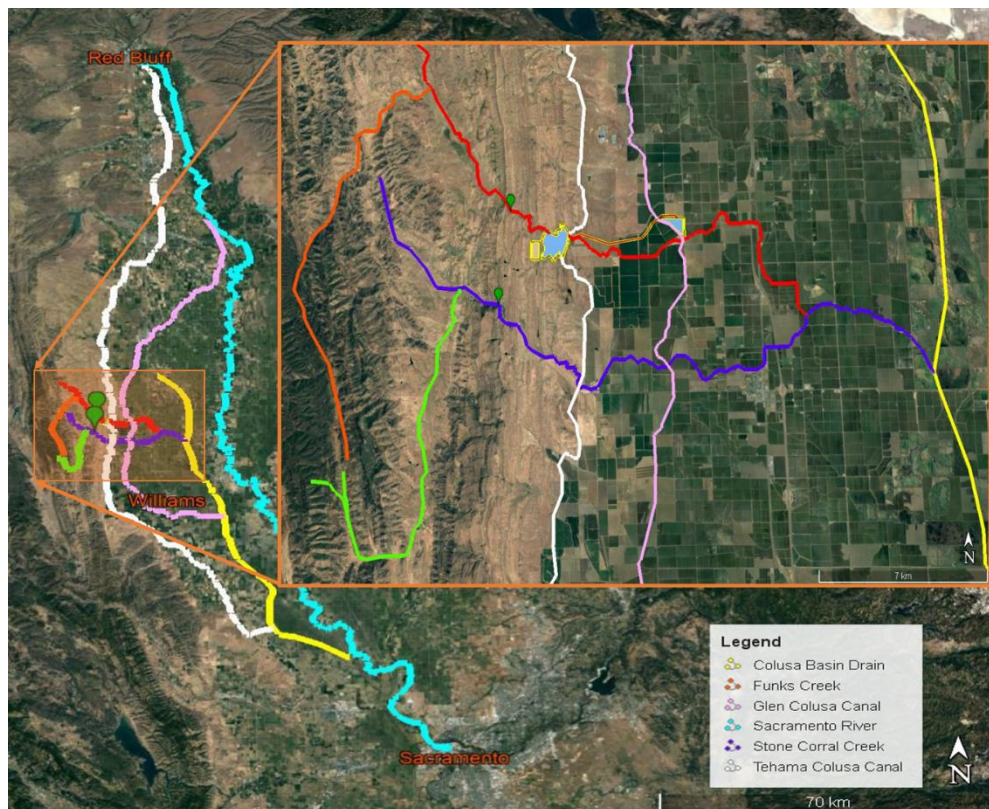 Red Bluff
N
7 km
Williams
Sacramento
Legend
Colusa Basin Drain
Funks Creek
Glen Colusa Canal
Sacramento River
Stone Corral Creek
Tehama Colusa Canal
N
70 km